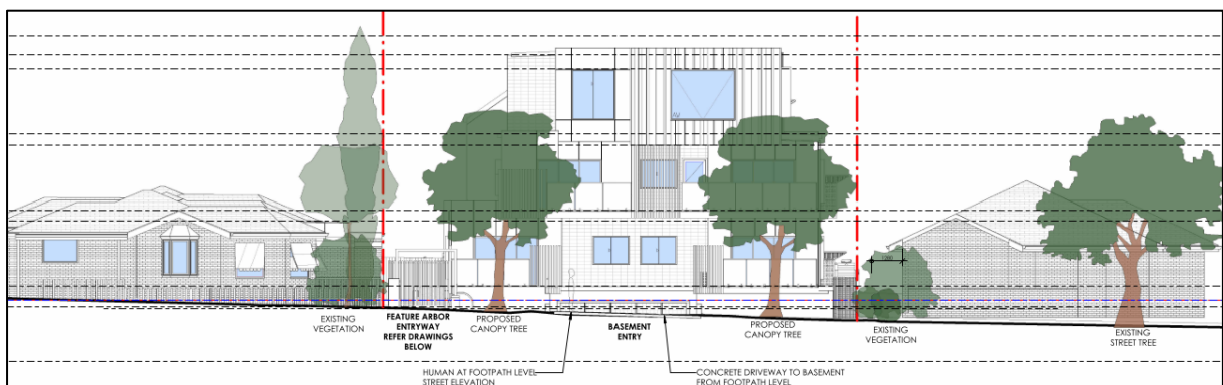 AV
EXISTING
VEGETATION
FEATURE ARBOR
ENTRYWAY
REFER DRAWINGS
BELOW
PROPOSED
CANOPY TREE
BASEMENT
ENTRY
PROPOSED
CANOPY TREE
EXISTING
VEGETATION
EXISTING
STREET TREE
HUMAN AT FOOTPATH LEVEL
STREET ELEVATION
CONCRETE DRIVEWAY TO BASEMENT
FROM FOOTPATH LEVEL